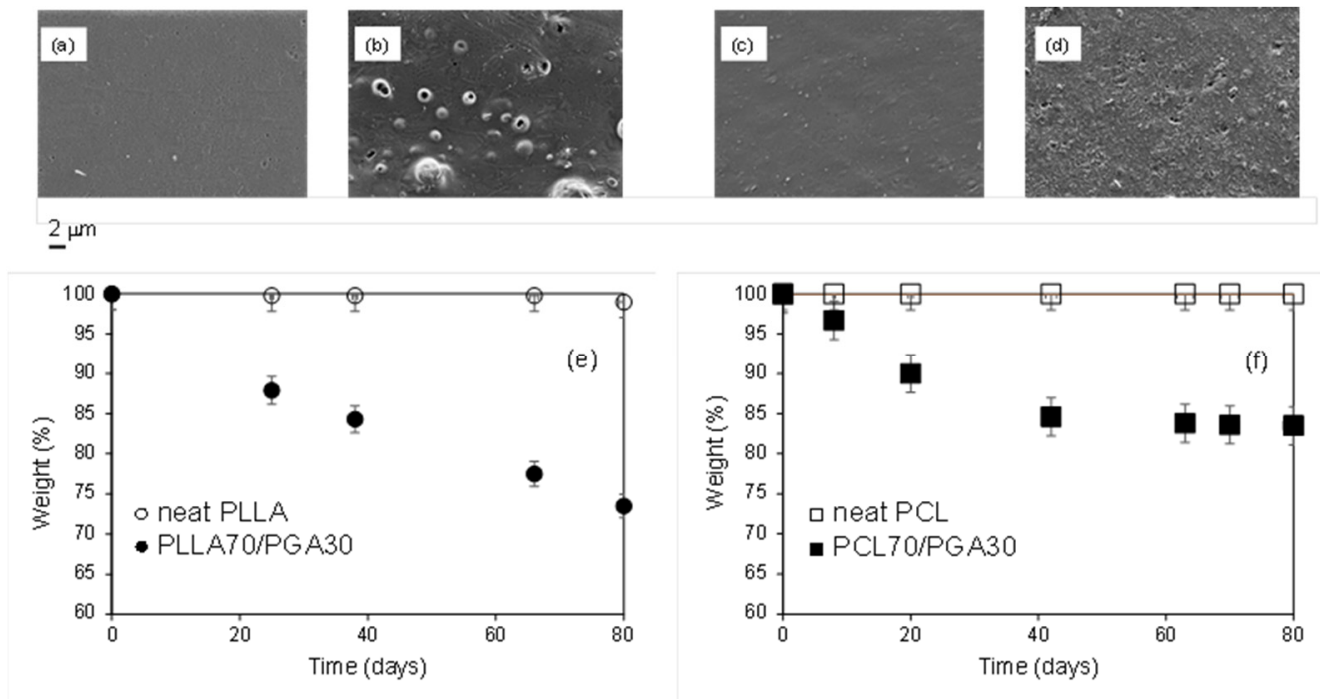 (a)
(b)
(c)
(d)
2 μm
100
95
90
85
80
75
70
65
60
Weight (%)
(e)
neat PLLA
PLLA70/PGA30
0
20
40
60
80
Time (days)
100
95
90
85
80
75
70
65
60
Weight (%)
(f)
neat PCL
PCL70/PGA30
0
20
40
60
80
Time (days)